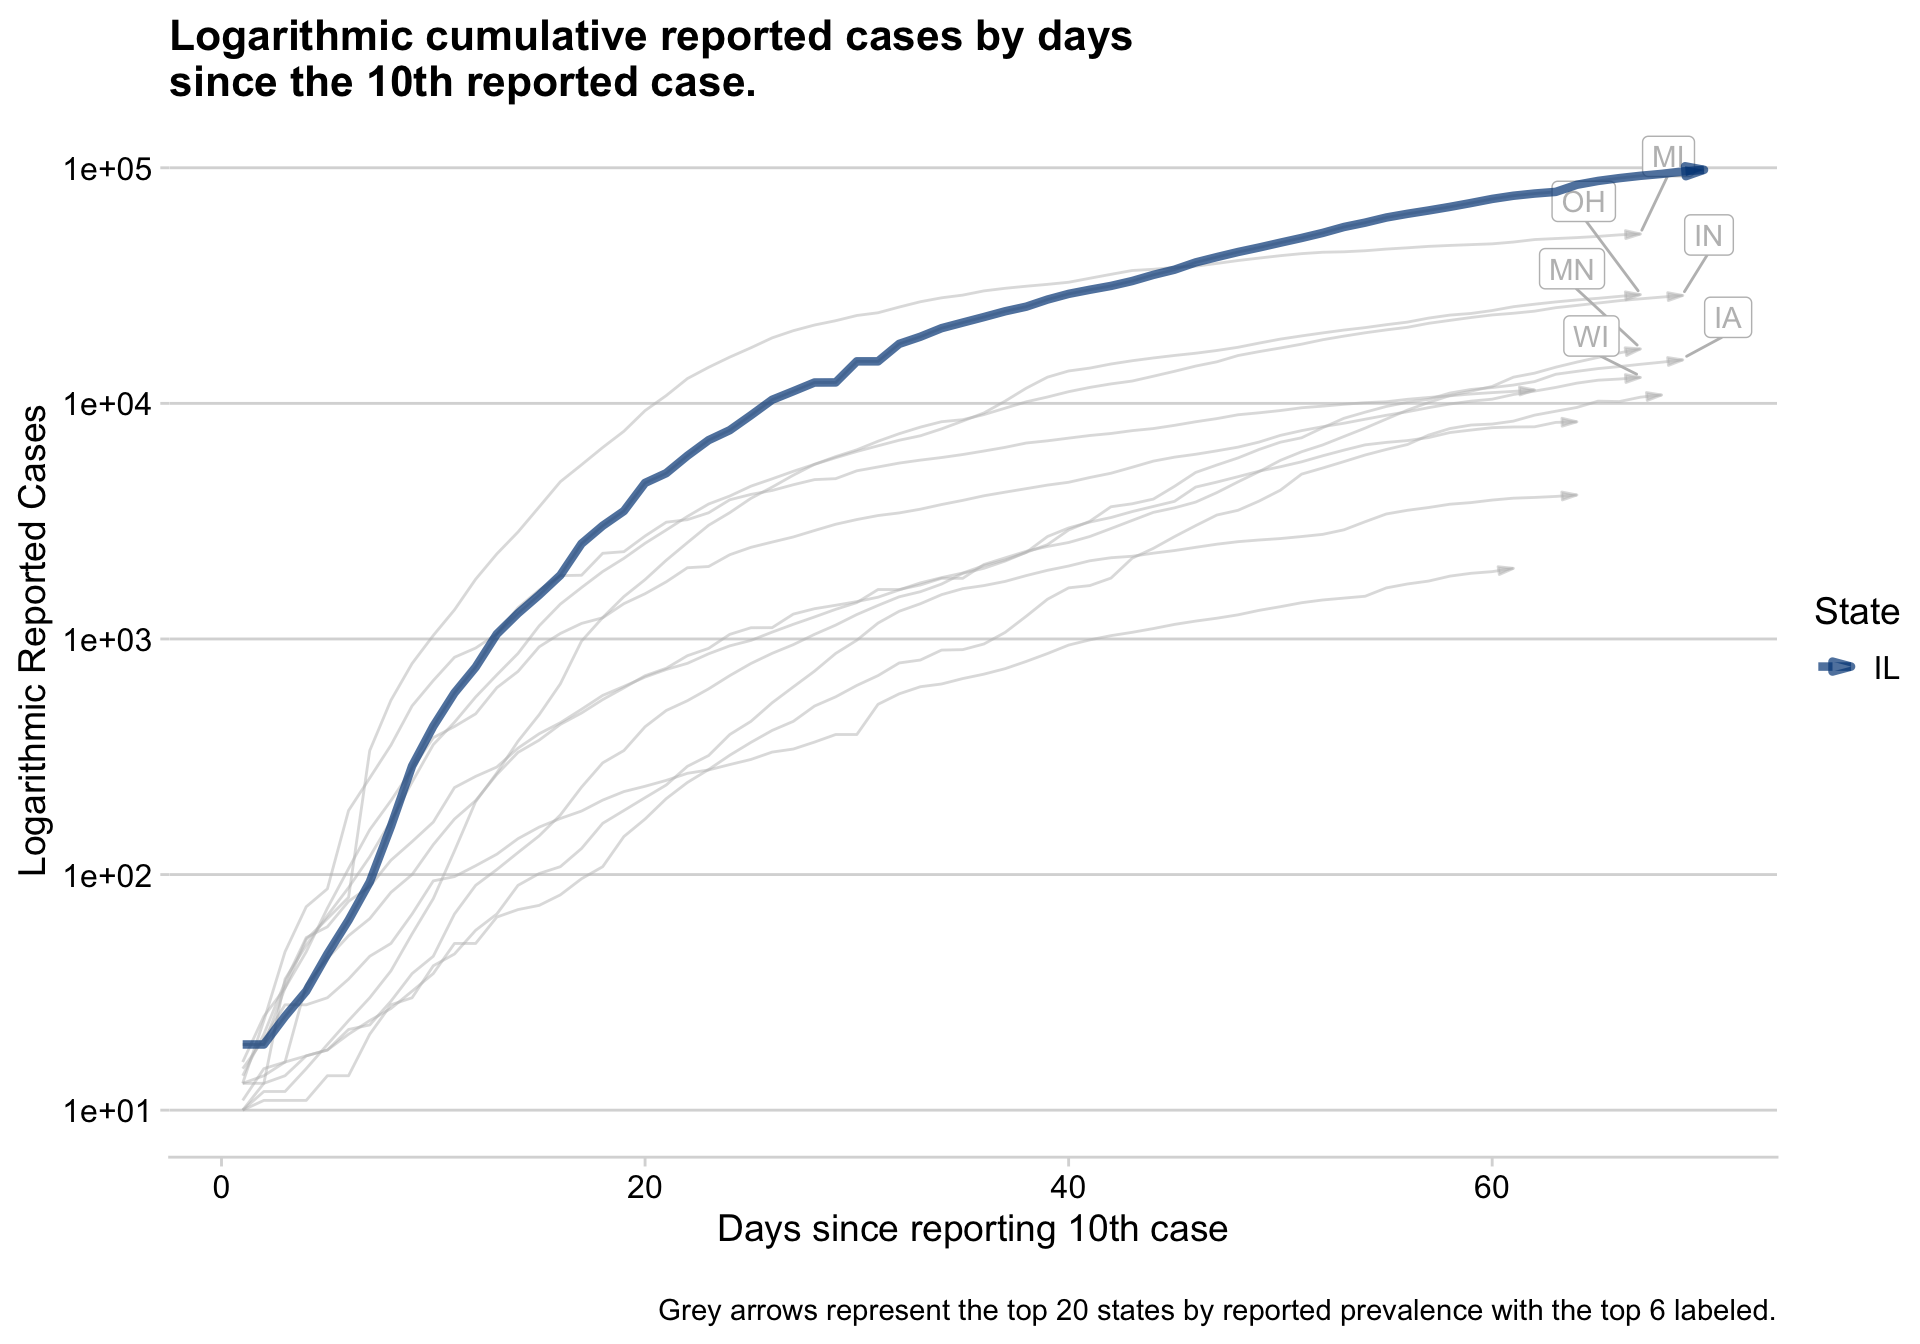 Logarithmic cumulative reported cases by days
since the 10th reported case.
1e+05
1e+04
1e+03
1e+02
1e+01
Logarithmic Reported Cases
MI
OH
IN
MN
IA
WI
State
IL
0
20
40
60
Days since reporting 10th case
Grey arrows represent the top 20 states by reported prevalence with the top 6 labeled.